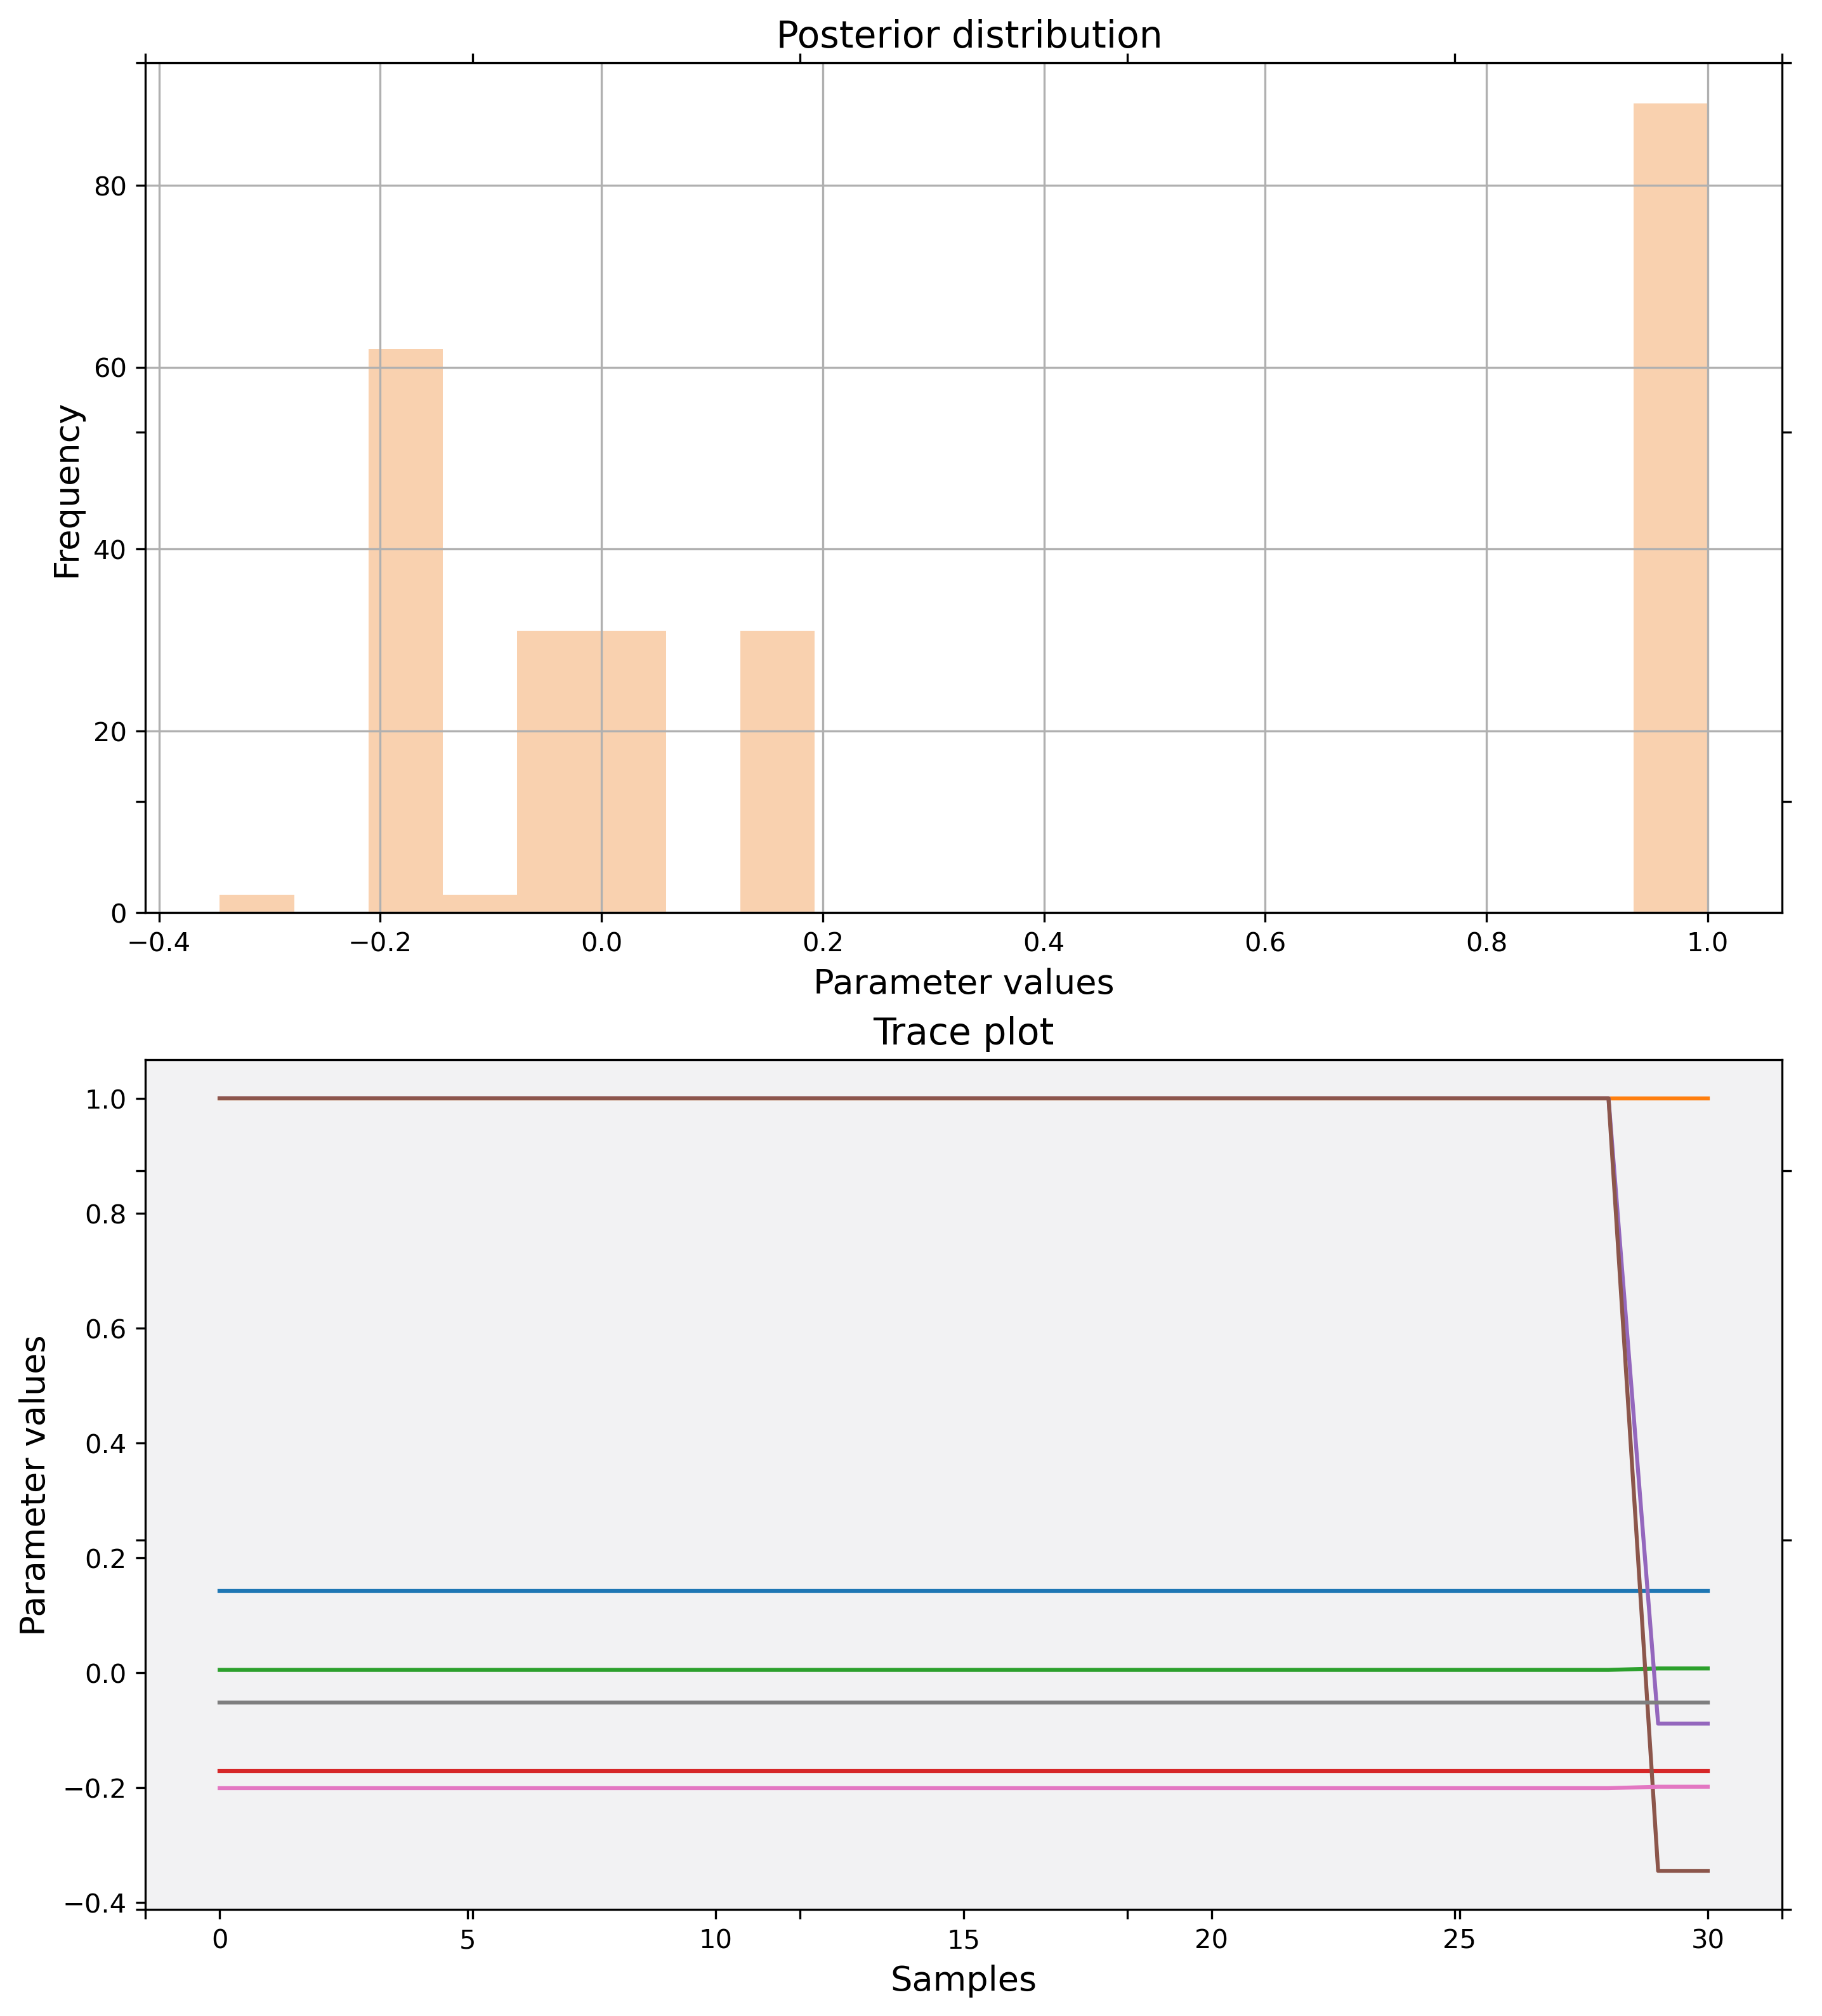 Posterior distribution
Frequency
80
60
40
20
0
−0.4 −0.2 0.0 0.2 0.4 0.6 0.8 1.0
Parameter values
Trace plot
Parameter values
1.0
0.8
0.6
0.4
0.2
0.0
−0.2
−0.4
0 5 10 15 20 25 30
Samples